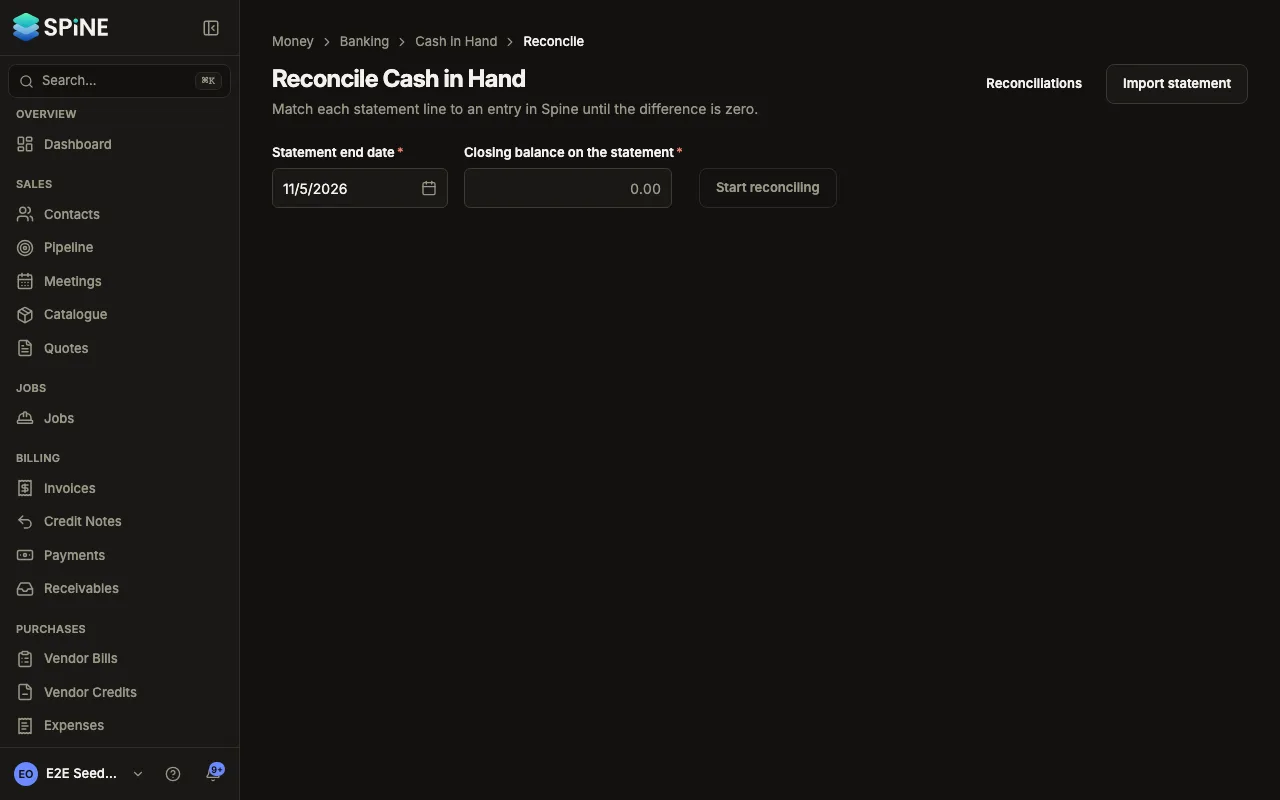 SPiNE
Search...
⌘K
OVERVIEW
Dashboard
SALES
Contacts
Pipeline
Meetings
Catalogue
Quotes
JOBS
Jobs
BILLING
Invoices
Credit Notes
Payments
Receivables
PURCHASES
Vendor Bills
Vendor Credits
Expenses
EO
E2E Seed...
9+
Money > Banking > Cash in Hand > Reconcile
Reconcile Cash in Hand
Match each statement line to an entry in Spine until the difference is zero.
Reconciliations
Import statement
Statement end date *
Closing balance on the statement *
11/5/2026
0.00
Start reconciling